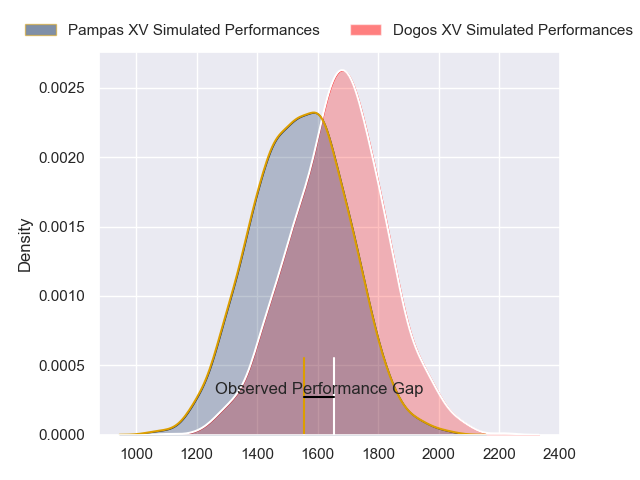 Pampas XV Simulated Performances
Dogos XV Simulated Performances
0.0025
0.0020
0.0015
0.0010
0.0005
0.0000
Density
Observed Performance Gap
1000 1200 1400 1600 1800 2000 2200 2400